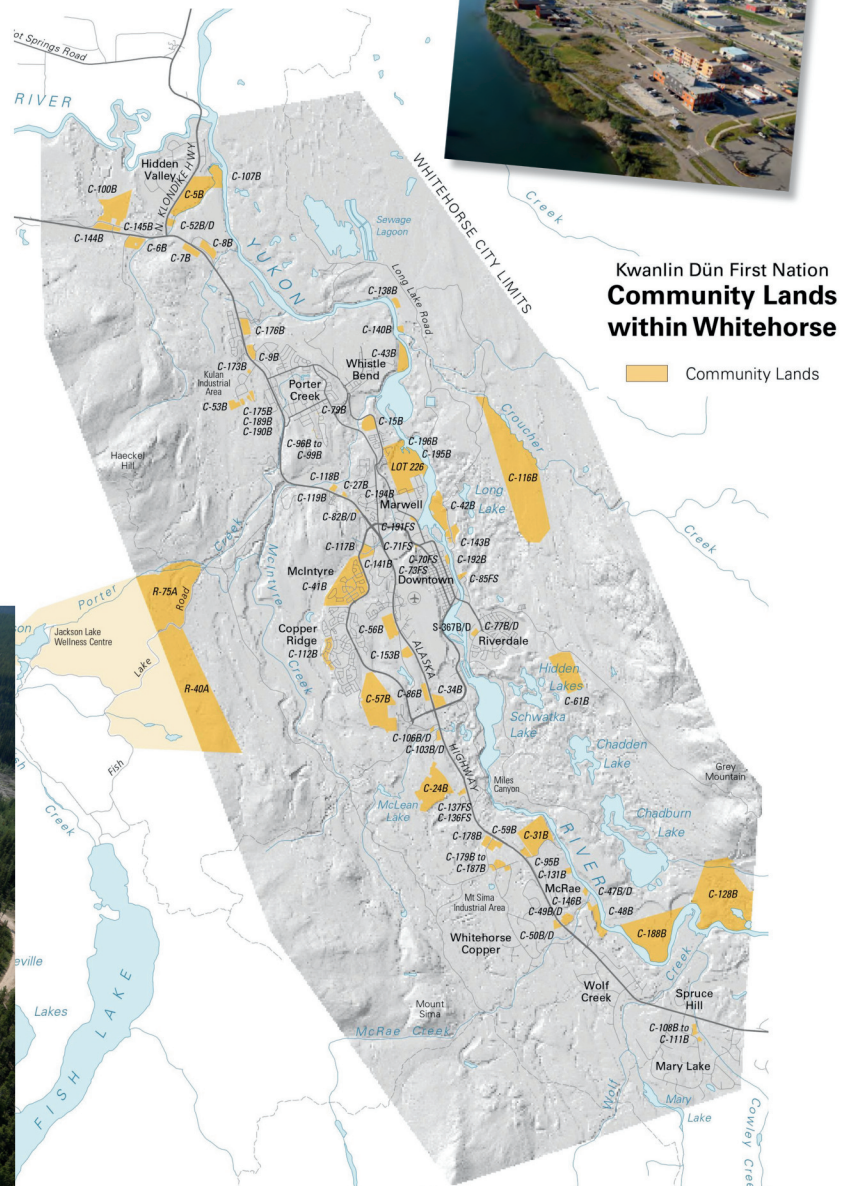 Kwanlin Dün First Nation
Community Lands
within Whitehorse
Community Lands
ot Springs Road
RIVER
Hidden
Valley
N. KLONDIKE HWY
C-107B
C-100B
C-5B
C-145B
C-52B/D
C-144B
C-6B
C-7B
C-8B
YUKON
Sewage
Lagoon
WHITEHORSE CITY LIMITS
Creek
Long Lake Road
C-138B
C-176B
C-140B
C-9B
C-43B
C-173B
Whistle
Bend
Kulan
Industrial
Area
Porter
Creek
C-53B
C-79B
C-175B
C-189B
C-190B
C-15B
Croucher
C-96B to
C-99B
C-196B
C-195B
Haeckel
Hill
LOT 226
C-116B
C-118B
C-27B
Long
Lake
C-119B
C-194B
C-42B
Marwell
C-82B/D
C-191FS
Creek
Creek
C-117B
C-71FS
C-143B
McIntyre
C-141B
C-70FS
C-73FS
C-192B
McIntyre
C-41B
Downtown
C-85FS
R-75A
Porter
Road
Copper
Ridge
C-56B
S-367B/D
C-77B/D
Riverdale
son
Jackson Lake
Wellness Centre
C-112B
Creek
C-153B
ALASKA
Hidden
Lakes
Lake
R-40A
C-86B
C-34B
C-61B
C-57B
Schwatka
Lake
C-106B/D
C-103B/D
Chadden
Lake
Fish
HIGHWAY
Grey
Mountain
sh
Creek
C-24B
Miles
Canyon
McLean
Lake
C-137FS
C-136FS
Chadburn
Lake
C-178B
C-59B
C-31B
RIVER
C-179B to
C-187B
C-95B
C-131B
McRae
C-47B/D
C-128B
Mt Sima
Industrial Area
C-146B
C-49B/D
C-48B
C-50B/D
C-188B
Whitehorse
Copper
Creek
eville
Wolf
Creek
Spruce
Hill
Lakes
Mount
Sima
McRae Creek
C-108B to
C-111B
Mary Lake
FISH LAKE
Wolf
Mary
Lake
Cowley Cree